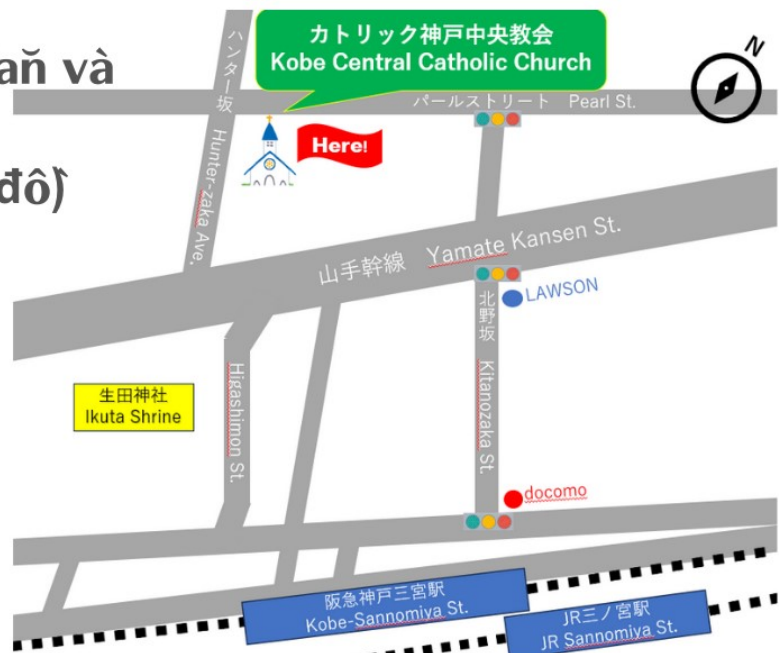 añ và
đồ)
カトリック神戸中央教会
Kobe Central Catholic Church
N
パールストリート Pearl St.
ハンター坂 Hunter-zaka Ave.
Here!
山手幹線 Yamate Kansen St.
LAWSON
北野坂 Kitanozaka St.
生田神社
Ikuta Shrine
Higashimon St.
docomo
阪急神戸三宮駅
Kobe-Sannomiya St.
JR三ノ宮駅
JR Sannomiya St.